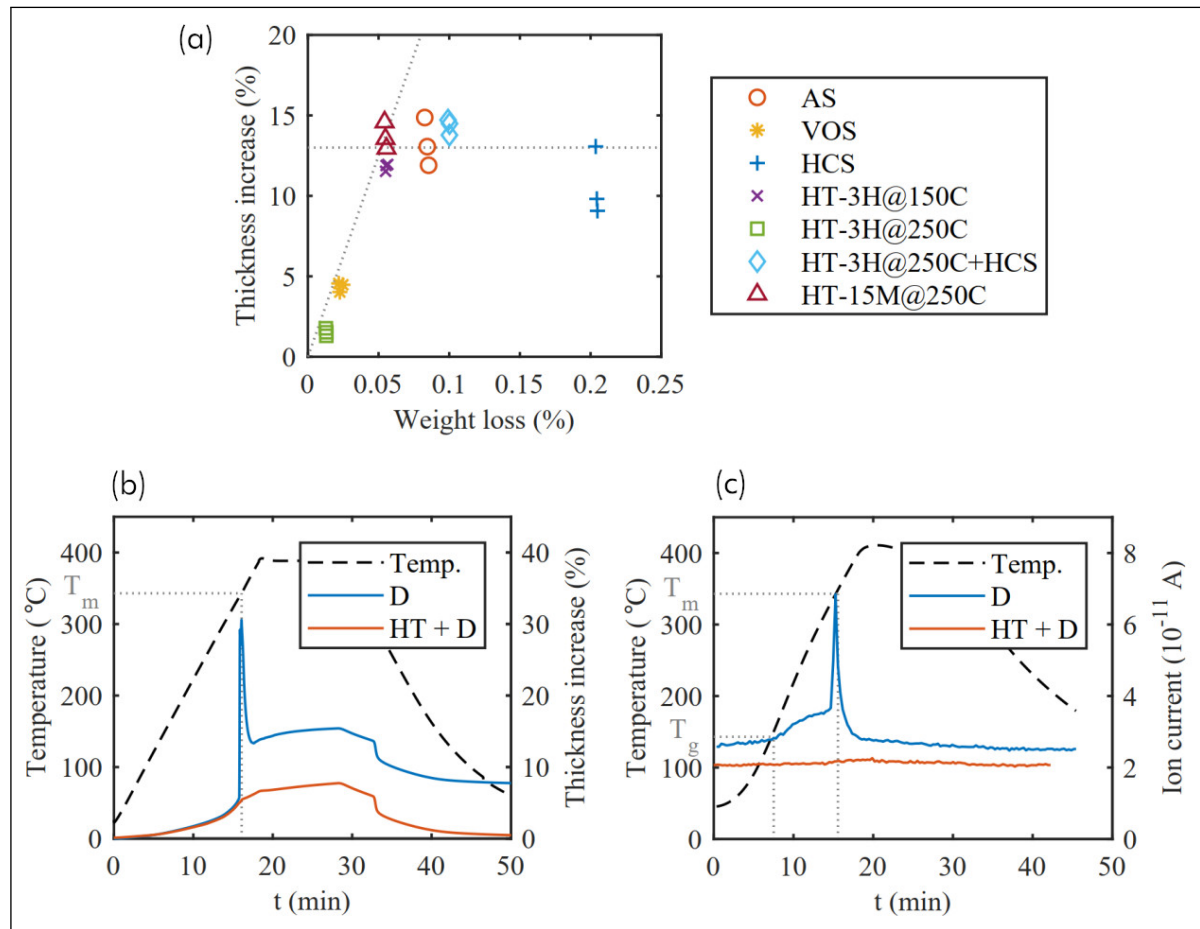 (a)
20
15
10
5
0
Thickness increase (%)
0 0.05 0.1 0.15 0.2 0.25
Weight loss (%)
AS
VOS
HCS
HT-3H@150C
HT-3H@250C
HT-3H@250C+HCS
HT-15M@250C
(b)
400
T_m
300
200
100
0
Temperature (°C)
Temp.
D
HT + D
40
30
20
10
0
Thickness increase (%)
0 10 20 30 40 50
t (min)
(c)
400
T_m
300
200
T_g
100
0
Temperature (°C)
Temp.
D
HT + D
8
6
4
2
0
Ion current (10⁻¹¹ A)
0 10 20 30 40 50
t (min)